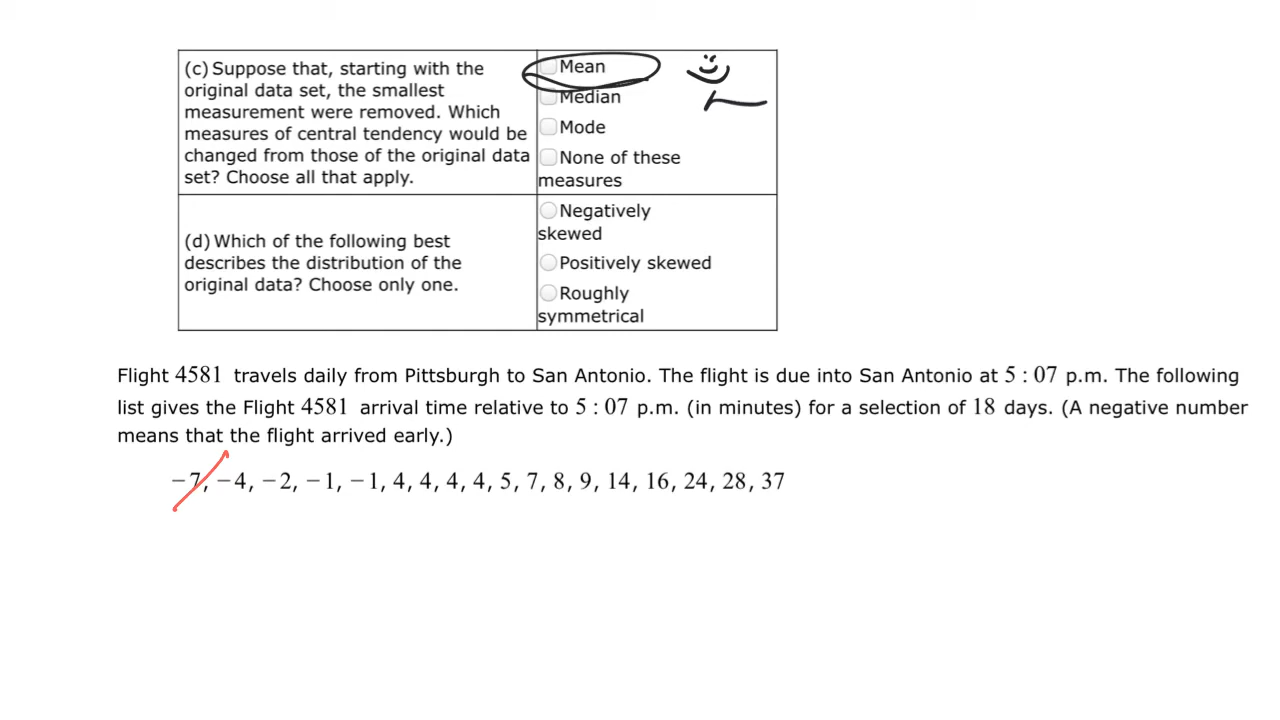 (c) Suppose that, starting with the
original data set, the smallest
measurement were removed. Which
measures of central tendency would be
changed from those of the original data
set? Choose all that apply.
Mean
Median
Mode
None of these
measures
(d) Which of the following best
describes the distribution of the
original data? Choose only one.
Negatively
skewed
Positively skewed
Roughly
symmetrical
Flight 4581 travels daily from Pittsburgh to San Antonio. The flight is due into San Antonio at 5 : 07 p.m. The following
list gives the Flight 4581 arrival time relative to 5 : 07 p.m. (in minutes) for a selection of 18 days. (A negative number
means that the flight arrived early.)
−7, −4, −2, −1, −1, 4, 4, 4, 4, 5, 7, 8, 9, 14, 16, 24, 28, 37